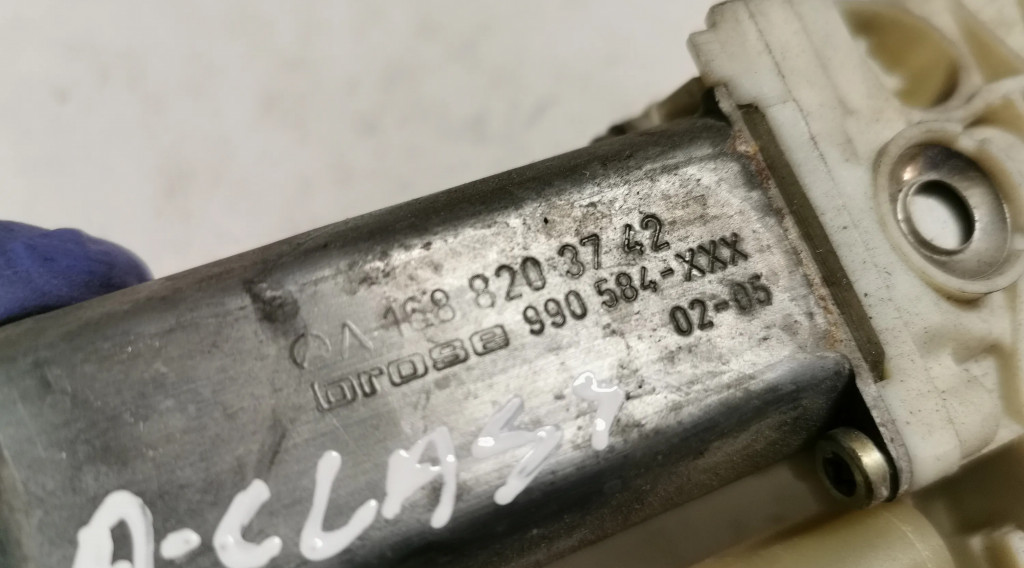 A 168 820 37 42
brose 990 584-XXX
02-05
A-CLASS